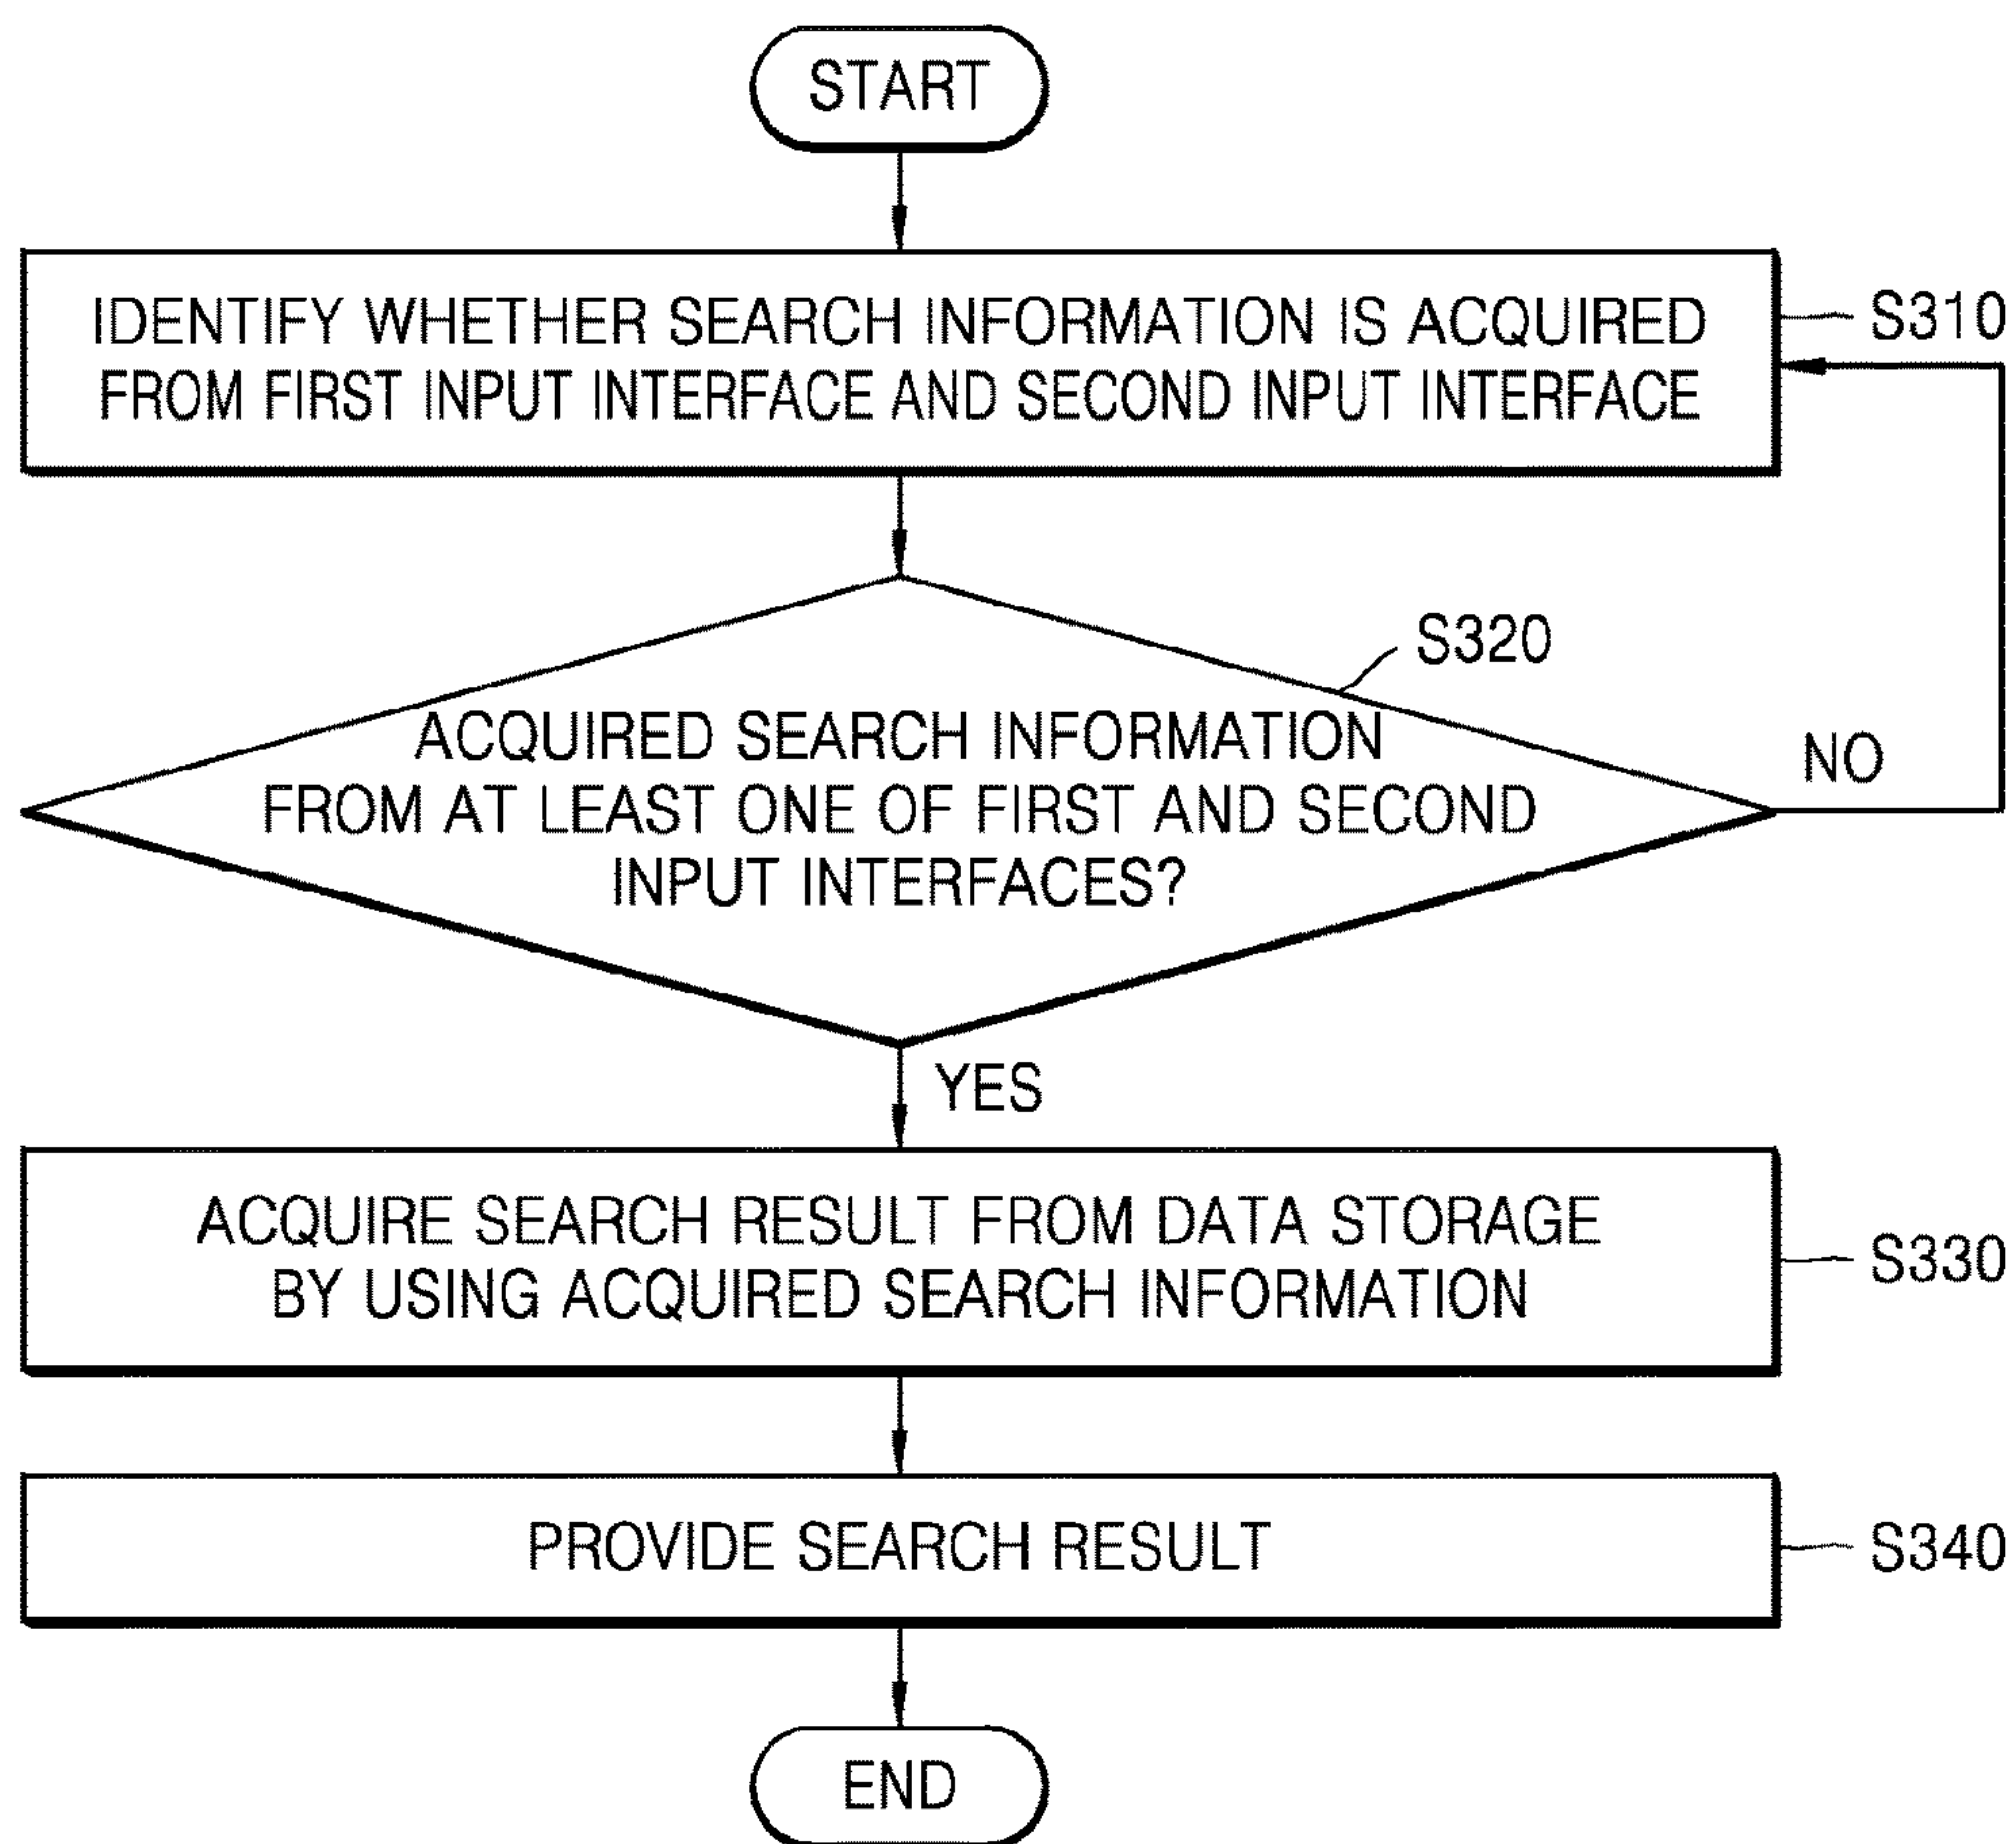 START
IDENTIFY WHETHER SEARCH INFORMATION IS ACQUIRED
FROM FIRST INPUT INTERFACE AND SECOND INPUT INTERFACE
S310
S320
ACQUIRED SEARCH INFORMATION
FROM AT LEAST ONE OF FIRST AND SECOND
INPUT INTERFACES?
NO
YES
ACQUIRE SEARCH RESULT FROM DATA STORAGE
BY USING ACQUIRED SEARCH INFORMATION
S330
PROVIDE SEARCH RESULT
S340
END